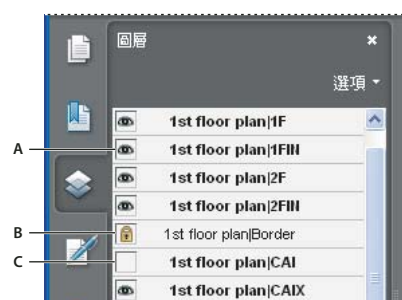 圖層
選項
1st floor plan|1F
A 1st floor plan|1FIN
1st floor plan|2F
1st floor plan|2FIN
B 1st floor plan|Border
C 1st floor plan|CAI
1st floor plan|CAIX